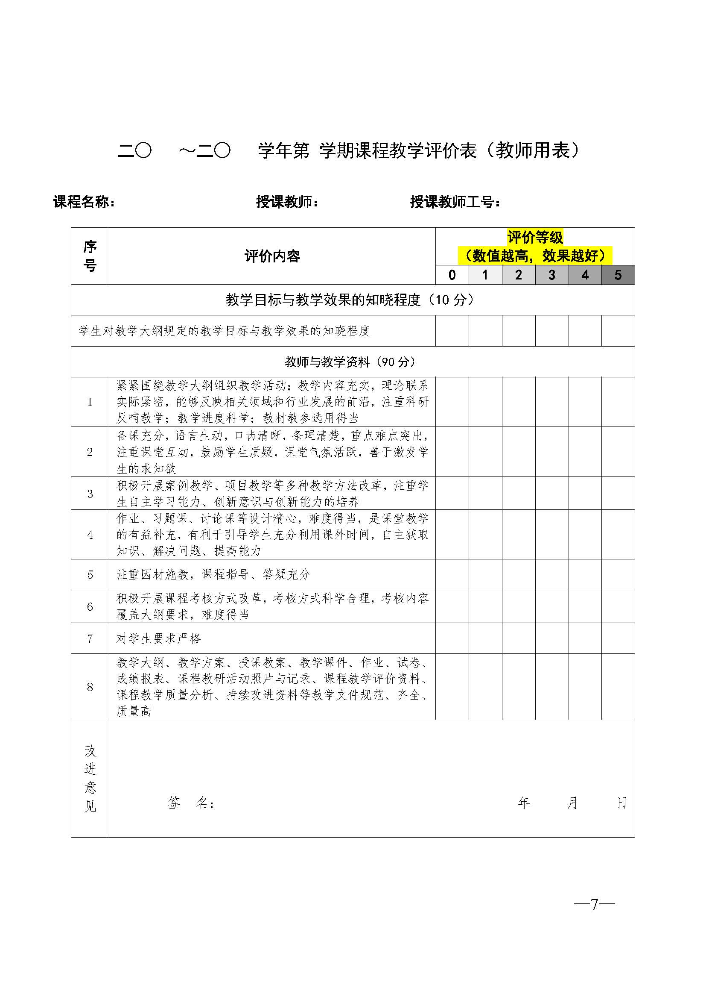 二〇　　～二〇　　学年第 学期课程教学评价表（教师用表）
课程名称：　　授课教师：　　授课教师工号：
序号
评价内容
评价等级
（数值越高，效果越好）
0 1 2 3 4 5
教学目标与教学效果的知晓程度（10 分）
学生对教学大纲规定的教学目标与教学效果的知晓程度
教师与教学资料（90 分）
1
紧紧围绕教学大纲组织教学活动；教学内容充实，理论联系
实际紧密，能够反映相关领域和行业发展的前沿，注重科研
反哺教学；教学进度科学；教材教参选用得当
2
备课充分，语言生动，口齿清晰，条理清楚，重点难点突出，
注重课堂互动，鼓励学生质疑，课堂气氛活跃，善于激发学
生的求知欲
3
积极开展案例教学、项目教学等多种教学方法改革，注重学
生自主学习能力、创新意识与创新能力的培养
4
作业、习题课、讨论课等设计精心，难度得当，是课堂教学
的有益补充，有利于引导学生充分利用课外时间，自主获取
知识、解决问题、提高能力
5
注重因材施教，课程指导、答疑充分
6
积极开展课程考核方式改革，考核方式科学合理，考核内容
覆盖大纲要求，难度得当
7
对学生要求严格
8
教学大纲、教学方案、授课教案、教学课件、作业、试卷、
成绩报表、课程教研活动照片与记录、课程教学评价资料、
课程教学质量分析、持续改进资料等教学文件规范、齐全、
质量高
改进意见
签　名：　　年　　月　　日
—7—